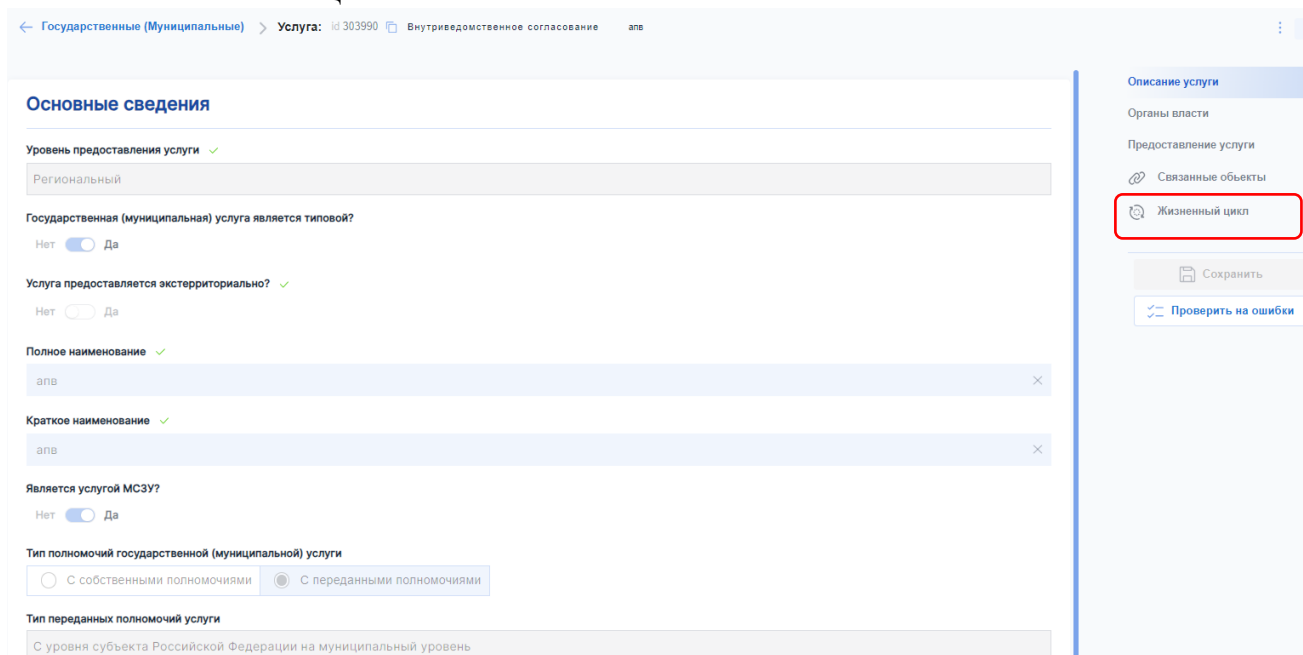 Государственные (Муниципальные) Услуга: id 303990 Внутриведомственное согласование апв
Описание услуги
Органы власти
Предоставление услуги
Связанные объекты
Жизненный цикл
Сохранить
Проверить на ошибки
Основные сведения
Уровень предоставления услуги
Региональный
Государственная (муниципальная) услуга является типовой?
Нет Да
Услуга предоставляется экстерриториально?
Нет Да
Полное наименование
апв
Краткое наименование
апв
Является услугой МСЗУ?
Нет Да
Тип полномочий государственной (муниципальной) услуги
С собственными полномочиями С переданными полномочиями
Тип переданных полномочий услуги
С уровня субъекта Российской Федерации на муниципальный уровень